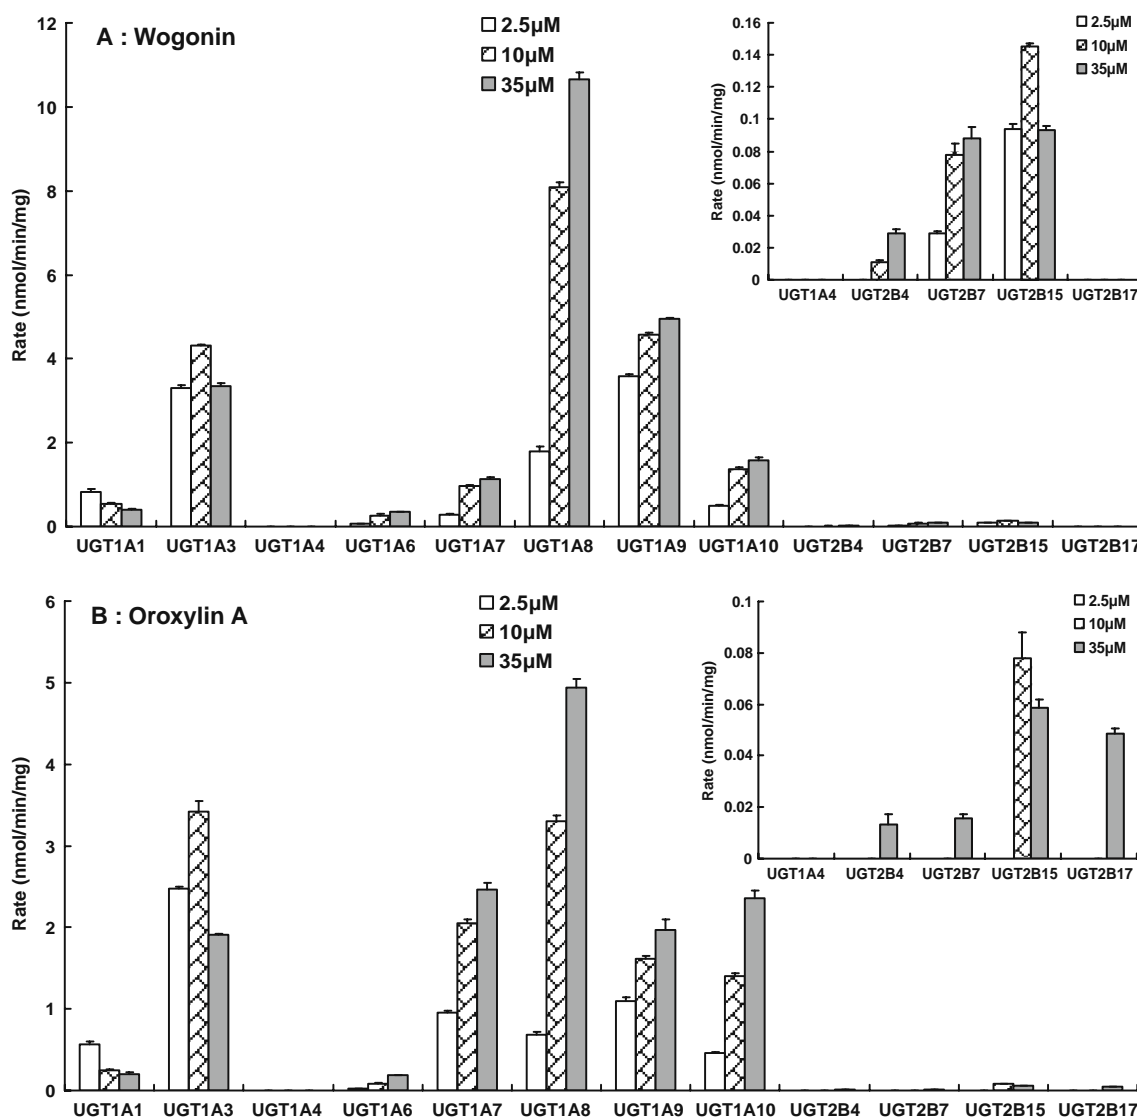 A : Wogonin
2.5µM
10µM
35µM
Rate (nmol/min/mg)
12
10
8
6
4
2
0
UGT1A1 UGT1A3 UGT1A4 UGT1A6 UGT1A7 UGT1A8 UGT1A9 UGT1A10 UGT2B4 UGT2B7 UGT2B15 UGT2B17
2.5µM
10µM
35µM
Rate (nmol/min/mg)
0.16
0.14
0.12
0.1
0.08
0.06
0.04
0.02
0
UGT1A4 UGT2B4 UGT2B7 UGT2B15 UGT2B17
B : Oroxylin A
2.5µM
10µM
35µM
Rate (nmol/min/mg)
6
5
4
3
2
1
0
UGT1A1 UGT1A3 UGT1A4 UGT1A6 UGT1A7 UGT1A8 UGT1A9 UGT1A10 UGT2B4 UGT2B7 UGT2B15 UGT2B17
2.5µM
10µM
35µM
Rate (nmol/min/mg)
0.1
0.08
0.06
0.04
0.02
0
UGT1A4 UGT2B4 UGT2B7 UGT2B15 UGT2B17